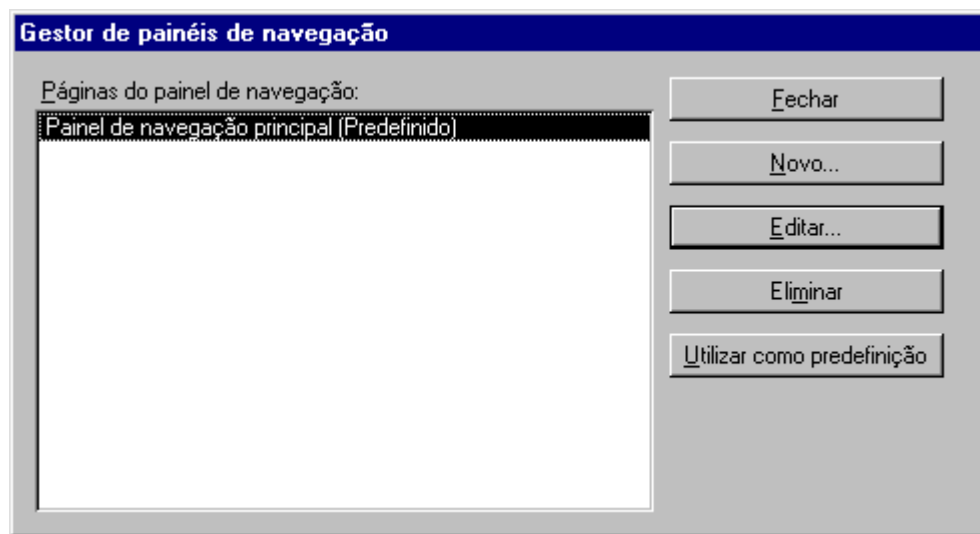 Gestor de painéis de navegação
Páginas do painel de navegação:
Painel de navegação principal (Predefinido)
Fechar
Novo...
Editar...
Eliminar
Utilizar como predefinição